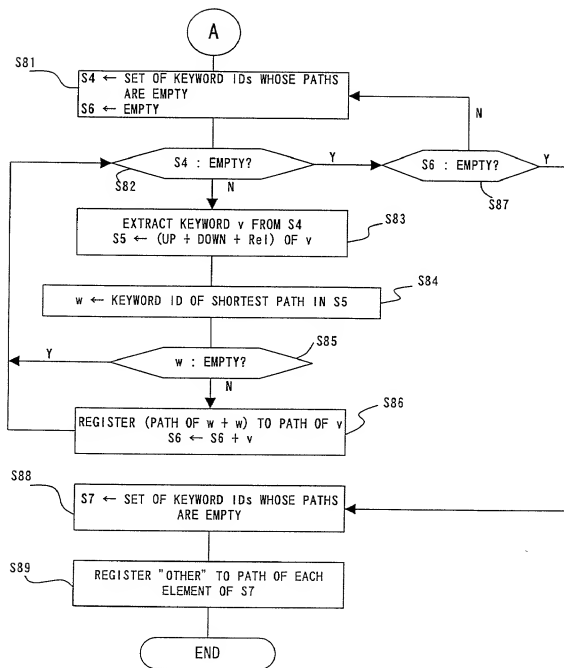 A
S81
S4 ← SET OF KEYWORD IDs WHOSE PATHS
ARE EMPTY
S6 ← EMPTY
N
S4 : EMPTY?
Y
S6 : EMPTY?
Y
S82
N
S87
EXTRACT KEYWORD v FROM S4
S5 ← (UP + DOWN + Rel) OF v
S83
w ← KEYWORD ID OF SHORTEST PATH IN S5
S84
Y
w : EMPTY?
S85
N
REGISTER (PATH OF w + w) TO PATH OF v
S6 ← S6 + v
S86
S88
S7 ← SET OF KEYWORD IDs WHOSE PATHS
ARE EMPTY
S89
REGISTER "OTHER" TO PATH OF EACH
ELEMENT OF S7
END